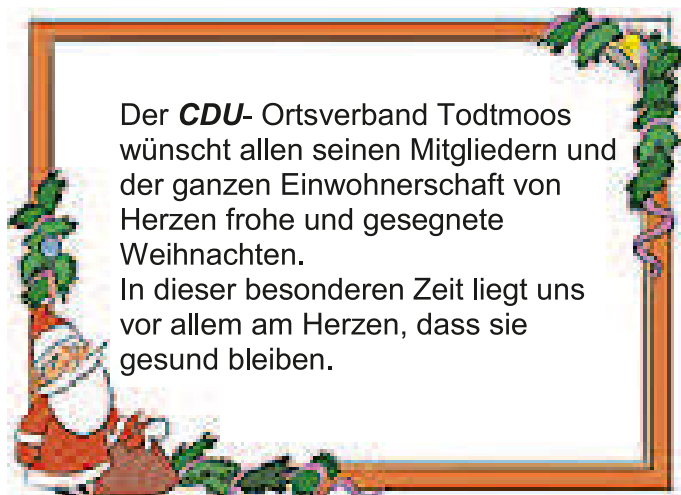 Der CDU- Ortsverband Todtmoos
wünscht allen seinen Mitgliedern und
der ganzen Einwohnerschaft von
Herzen frohe und gesegnete
Weihnachten.
In dieser besonderen Zeit liegt uns
vor allem am Herzen, dass sie
gesund bleiben.